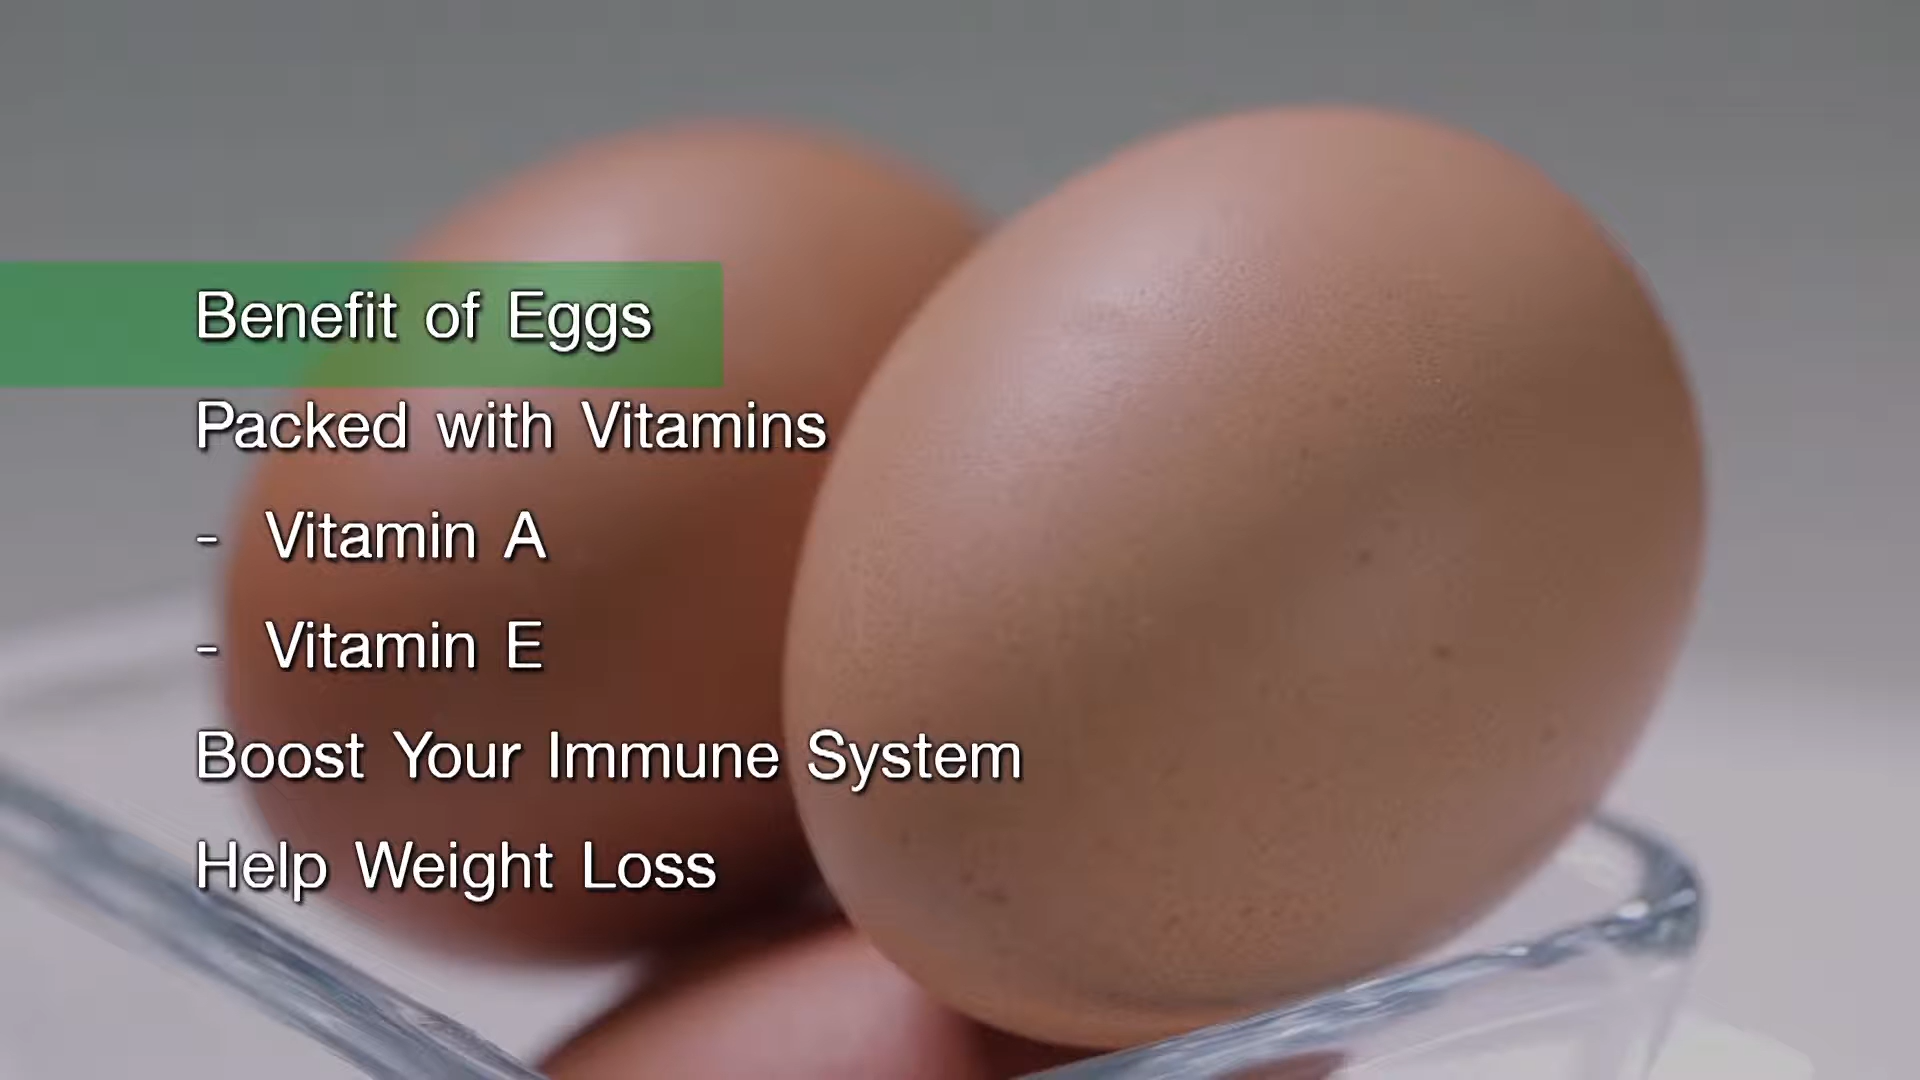 Benefit of Eggs
Packed with Vitamins
- Vitamin A
- Vitamin E
Boost Your Immune System
Help Weight Loss